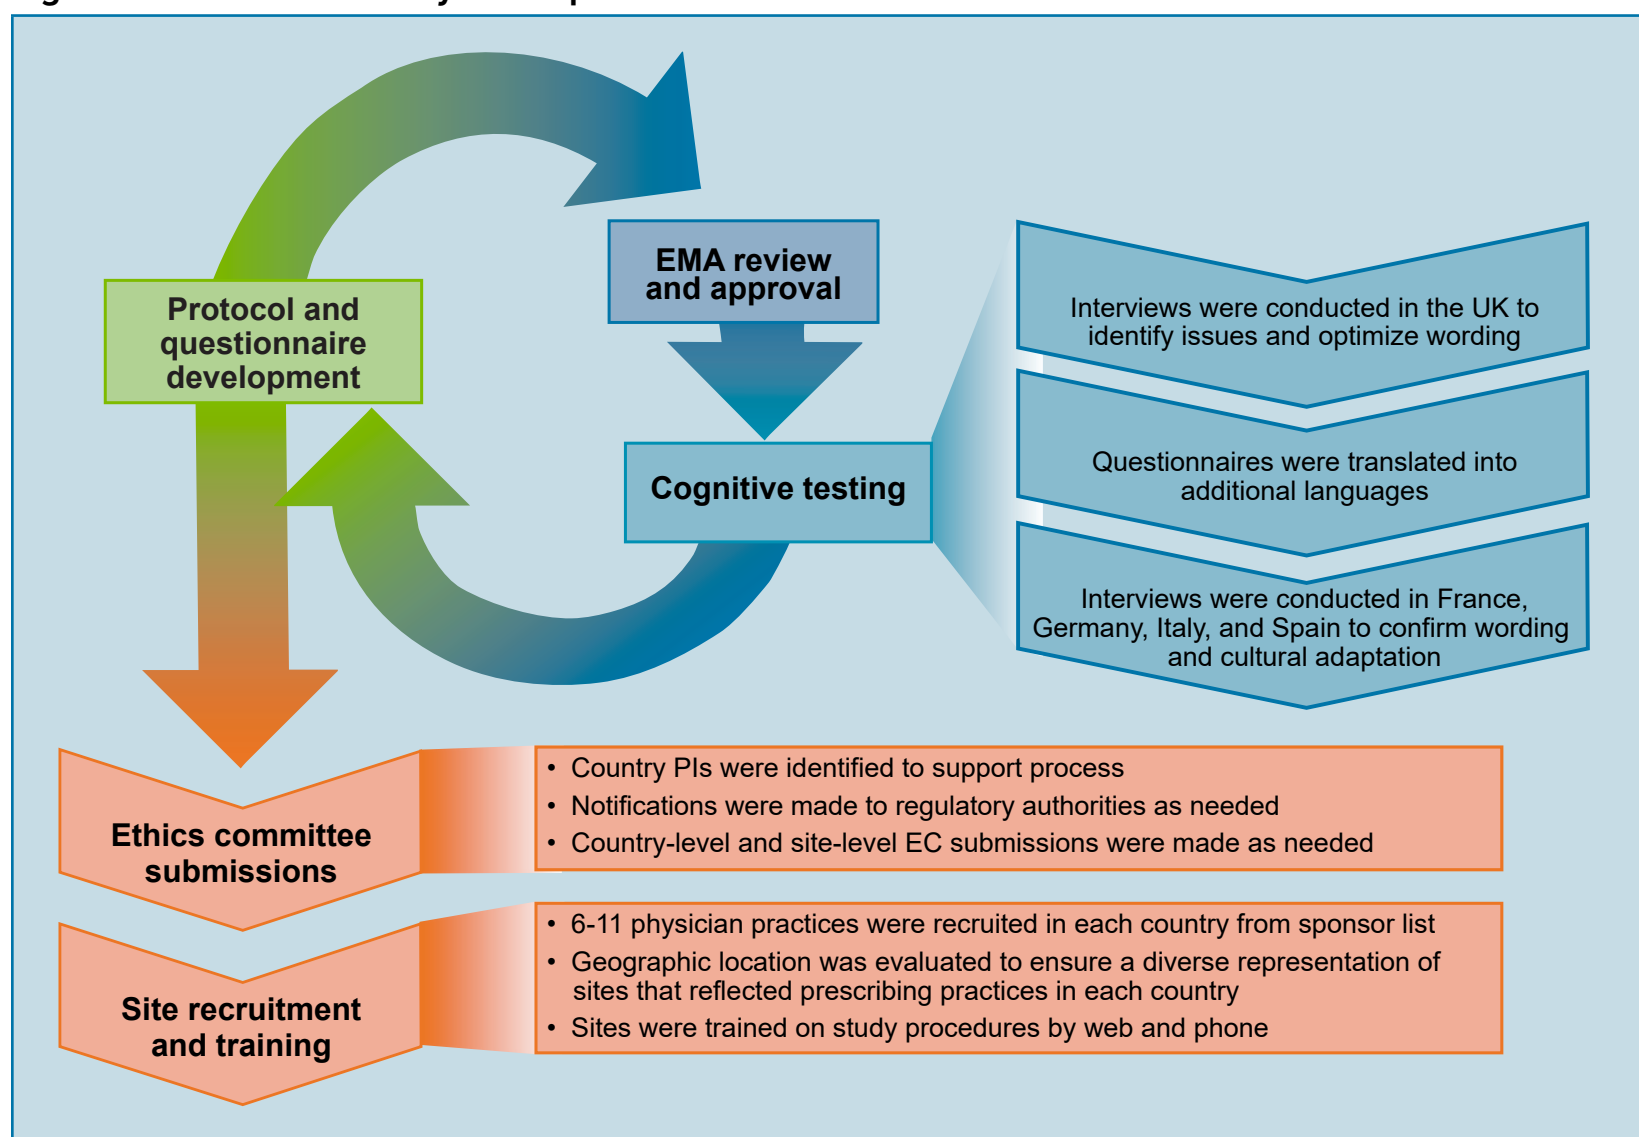 EMA review
and approval
Protocol and
questionnaire
development
Cognitive testing
Interviews were conducted in the UK to
identify issues and optimize wording
Questionnaires were translated into
additional languages
Interviews were conducted in France,
Germany, Italy, and Spain to confirm wording
and cultural adaptation
Ethics committee
submissions
• Country PIs were identified to support process
• Notifications were made to regulatory authorities as needed
• Country-level and site-level EC submissions were made as needed
Site recruitment
and training
• 6-11 physician practices were recruited in each country from sponsor list
• Geographic location was evaluated to ensure a diverse representation of
sites that reflected prescribing practices in each country
• Sites were trained on study procedures by web and phone